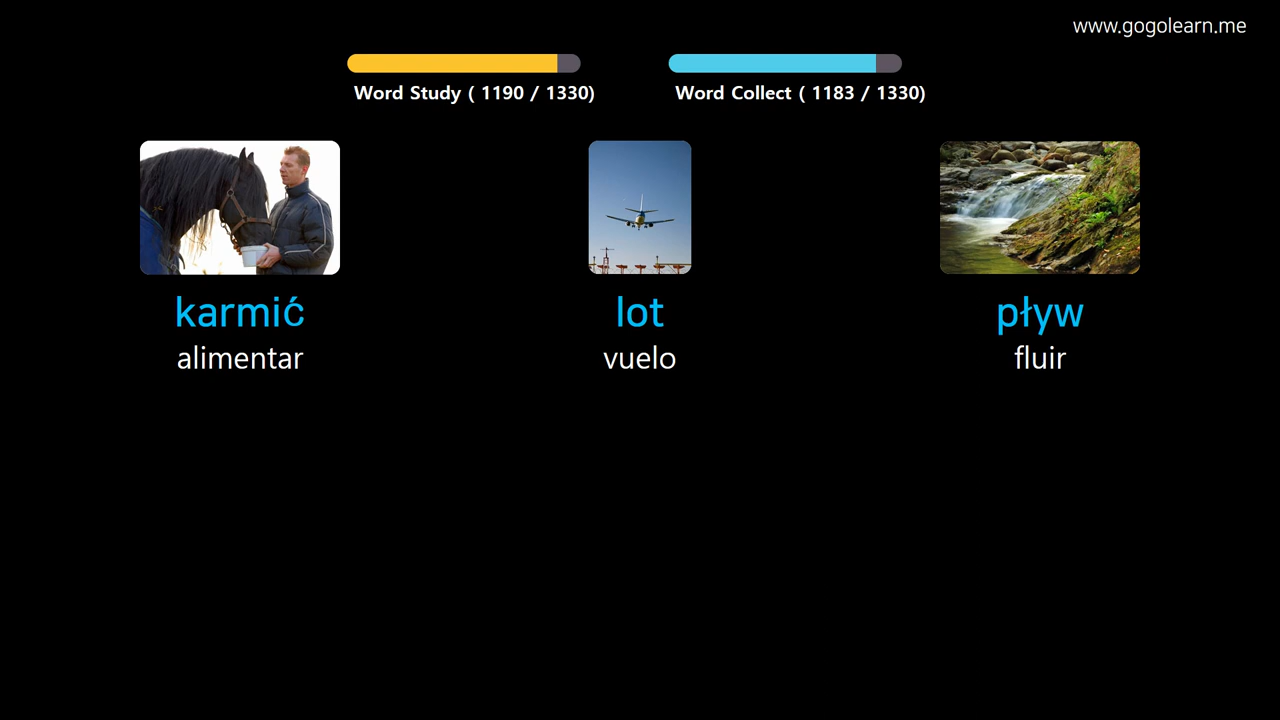 www.gogolearn.me
Word Study ( 1190 / 1330)
Word Collect ( 1183 / 1330)
karmić
lot
pływ
alimentar
vuelo
fluir